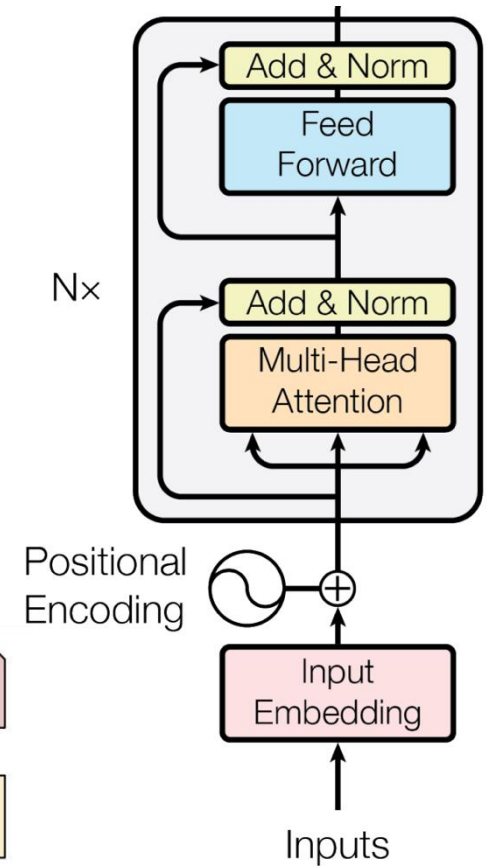 Add & Norm
Feed
Forward
N×
Add & Norm
Multi-Head
Attention
Positional
Encoding
Input
Embedding
Inputs